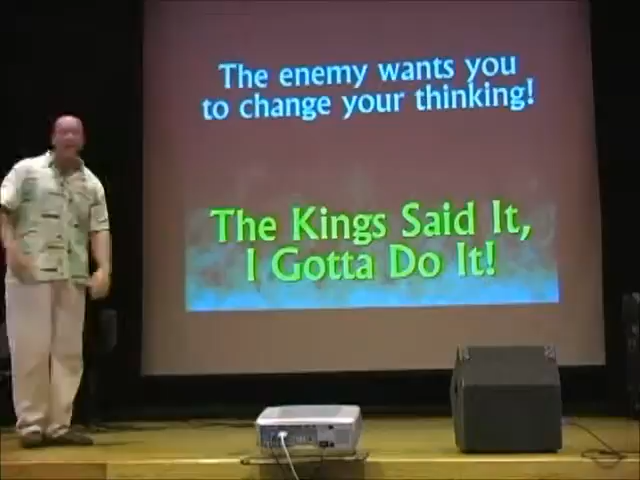 The enemy wants you
to change your thinking!
The Kings Said It,
I Gotta Do It!